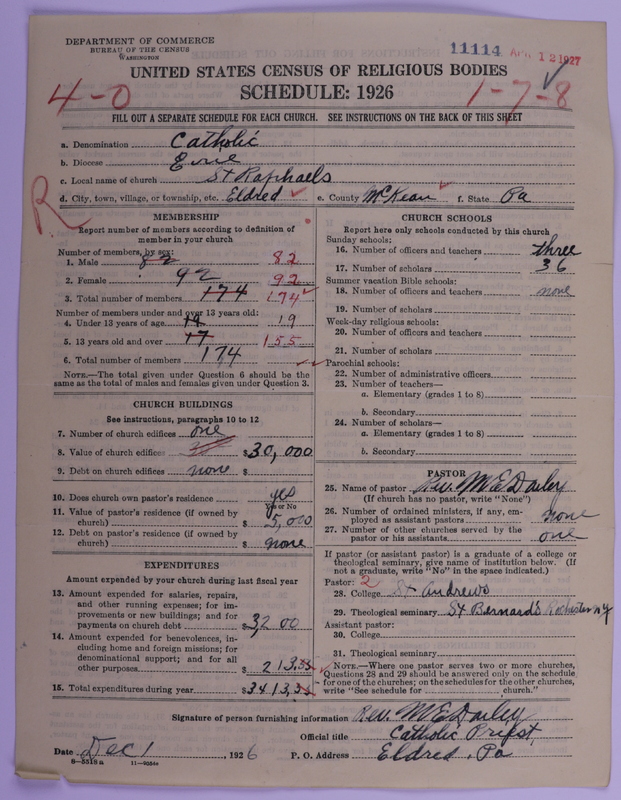 DEPARTMENT OF COMMERCE
BUREAU OF THE CENSUS
WASHINGTON
11114 APR 12 1927
UNITED STATES CENSUS OF RELIGIOUS BODIES
SCHEDULE: 1926
4-0
1-7-8
FILL OUT A SEPARATE SCHEDULE FOR EACH CHURCH. SEE INSTRUCTIONS ON THE BACK OF THIS SHEET
a. Denomination Catholic
b. Diocese Erie
c. Local name of church St Raphaels
d. City, town, village, or township, etc. Eldred e. County McKean f. State Pa
R
MEMBERSHIP
Report number of members according to definition of
member in your church
Number of members, by sex:
1. Male 82 82
2. Female 92 92
3. Total number of members 174 174
Number of members under and over 13 years old:
4. Under 13 years of age 19 19
5. 13 years old and over 17 155
6. Total number of members 174
NOTE.—The total given under Question 6 should be the
same as the total of males and females given under Question 3.
CHURCH BUILDINGS
See instructions, paragraphs 10 to 12
7. Number of church edifices one
8. Value of church edifices $30,000
9. Debt on church edifices none $
10. Does church own pastor's residence yes
Yes or No
11. Value of pastor's residence (if owned by
church) $ 5,000
12. Debt on pastor's residence (if owned by
church) $ none
EXPENDITURES
Amount expended by your church during last fiscal year
13. Amount expended for salaries, repairs,
and other running expenses; for im-
provements or new buildings; and for
payments on church debt $3,200
14. Amount expended for benevolences, in-
cluding home and foreign missions; for
denominational support; and for all
other purposes $ 213.35
15. Total expenditures during year $3413,35
CHURCH SCHOOLS
Report here only schools conducted by this church
Sunday schools:
16. Number of officers and teachers three
17. Number of scholars 36
Summer vacation Bible schools:
18. Number of officers and teachers none
19. Number of scholars
Week-day religious schools:
20. Number of officers and teachers
21. Number of scholars
Parochial schools:
22. Number of administrative officers
23. Number of teachers—
a. Elementary (grades 1 to 8)
b. Secondary
24. Number of scholars—
a. Elementary (grades 1 to 8)
b. Secondary
PASTOR
25. Name of pastor Rev. M E Dailey
(If church has no pastor, write "None")
26. Number of ordained ministers, if any, em-
ployed as assistant pastors none
27. Number of other churches served by the
pastor or his assistants one
If pastor (or assistant pastor) is a graduate of a college or
theological seminary, give name of institution below. (If
not a graduate, write "No" in the space indicated.)
Pastor: 2
28. College St Andrews
29. Theological seminary St Bernard's Rochester NY
Assistant pastor:
30. College
31. Theological seminary
NOTE.—Where one pastor serves two or more churches,
Questions 28 and 29 should be answered only on the schedule
for one of the churches; on the schedules for the other churches,
write "See schedule for church."
Signature of person furnishing information Rev. M E Dailey
Official title Catholic Priest
Date Dec 1, 1926 P. O. Address Eldred, Pa
8-5518a 11-9054e